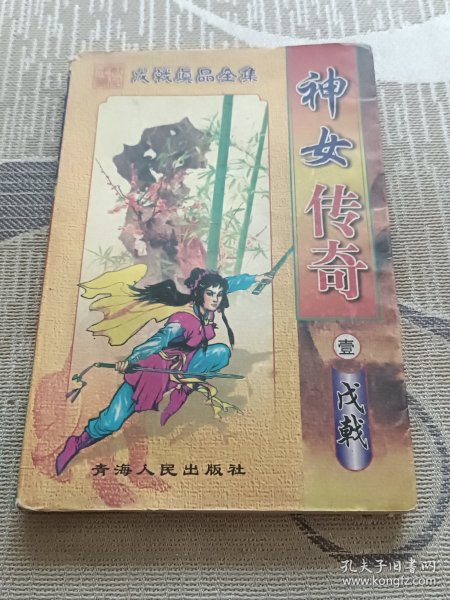 戊戟真品全集
神女
传奇
壹
戊戟
青海人民出版社
孔夫子旧书网
www.kongfz.com